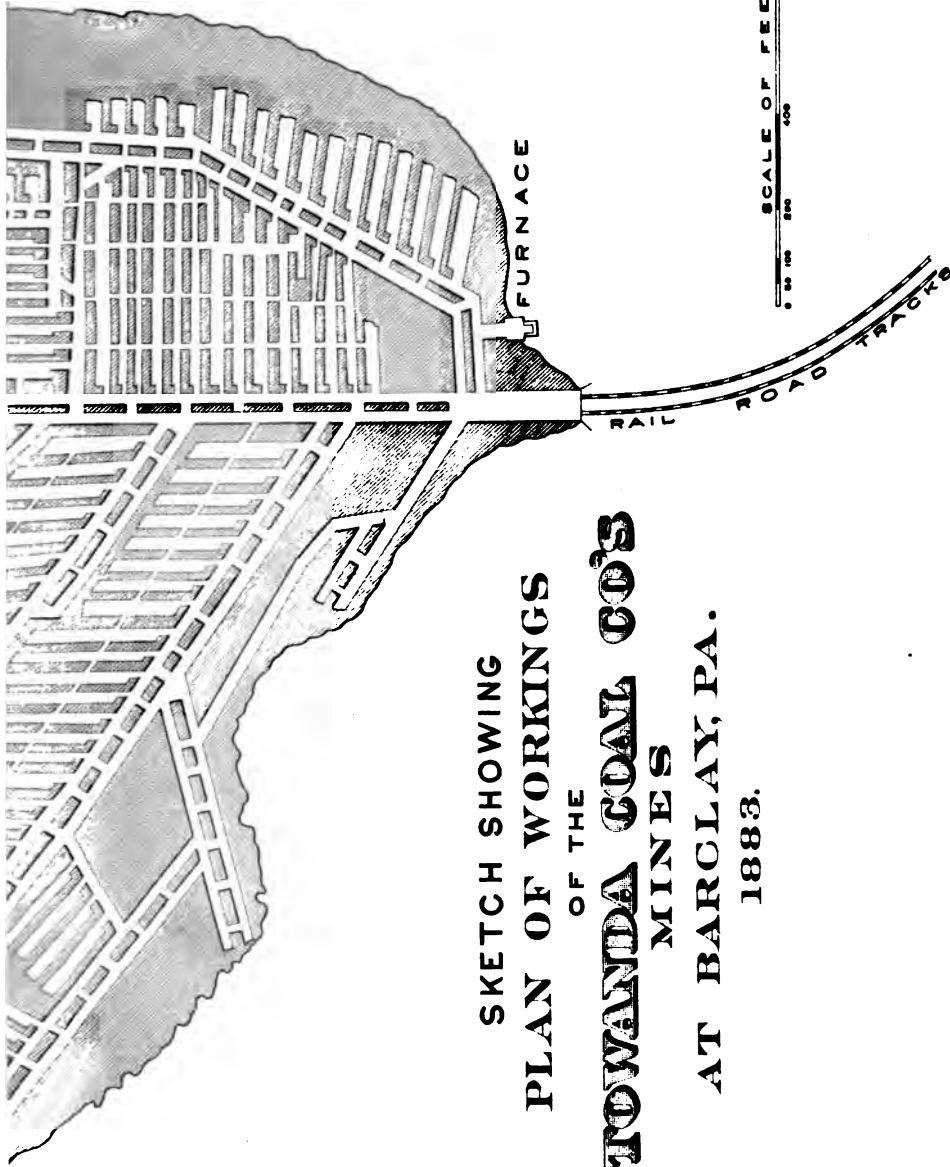 SKETCH SHOWING
PLAN OF WORKINGS
OF THE
TOWANDA COAL CO'S
MINES
AT BARCLAY, PA.
1883.
FURNACE
RAIL ROAD TRACKS
SCALE OF FEE
0 50 100 200 400